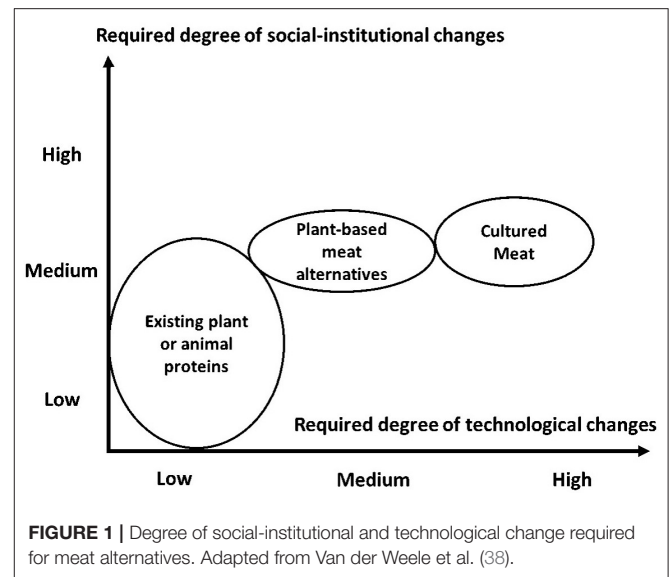 Required degree of social-institutional changes
High
Plant-based
meat
alternatives
Cultured
Meat
Medium
Existing plant
or animal
proteins
Low
Required degree of technological changes
Low Medium High
FIGURE 1 | Degree of social-institutional and technological change required
for meat alternatives. Adapted from Van der Weele et al. (38).